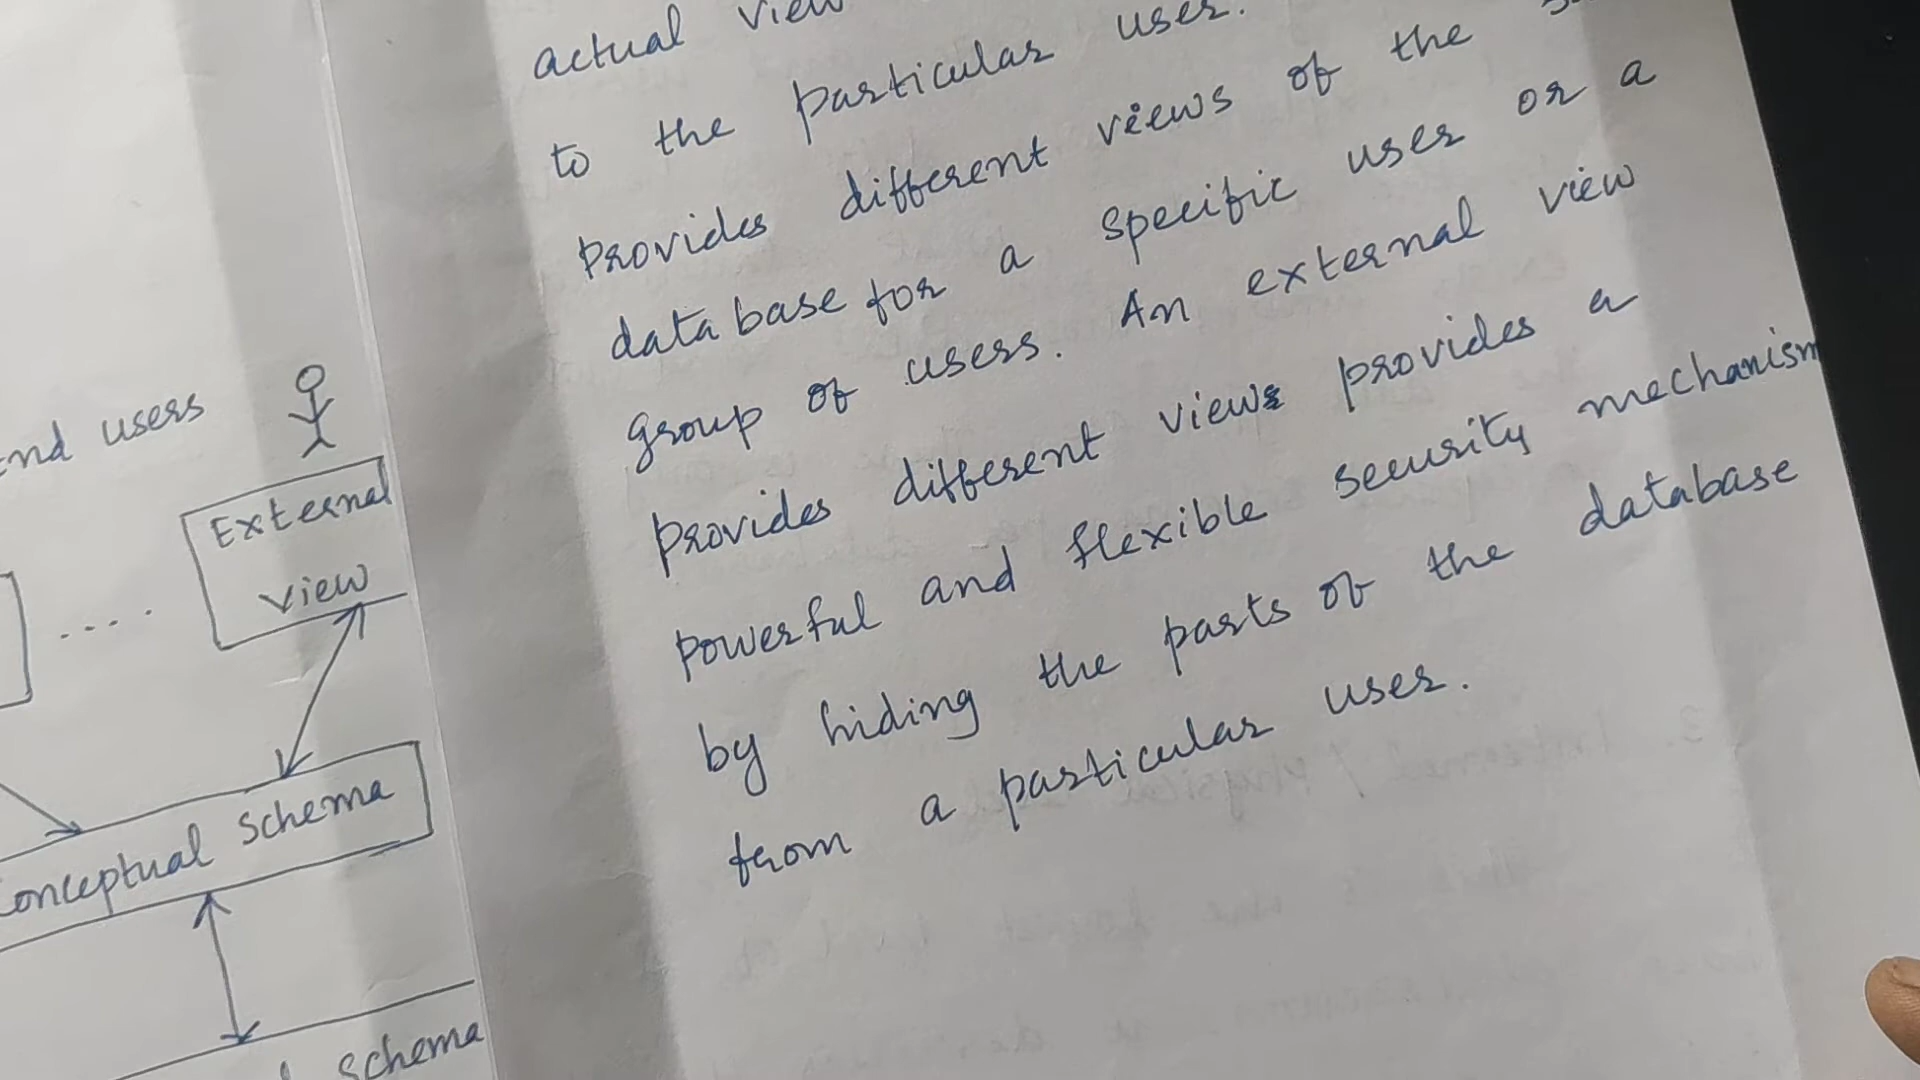 actual view
to the particular user.
provides different views of the
database for a specific user or a
group of users. An external view
provides different views provides a
powerful and flexible security mechanism
by hiding the parts of the database
from a particular user.
end users
External
view
....
Conceptual Schema
Schema